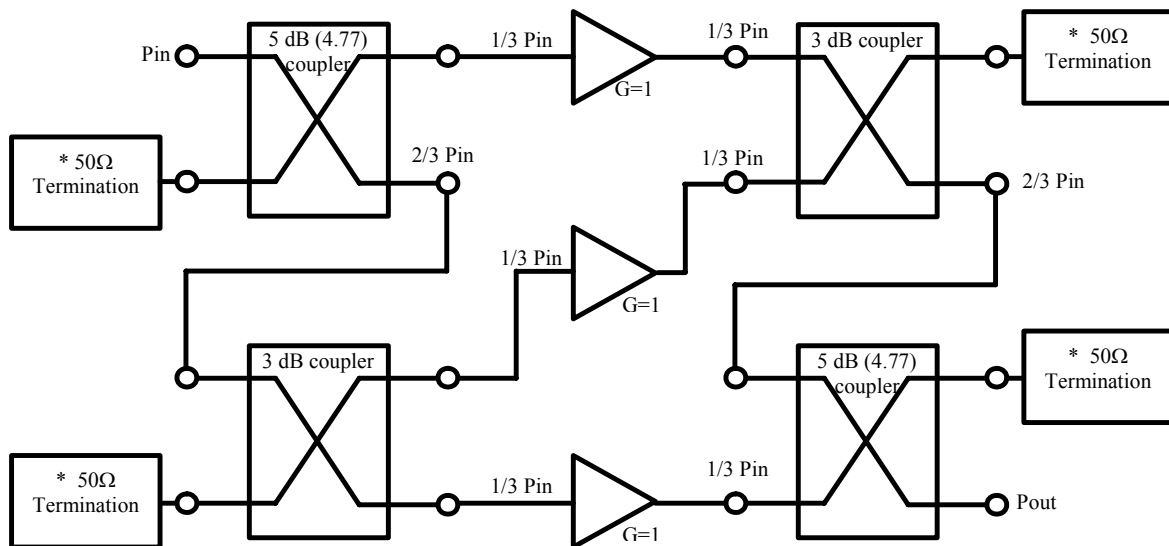 5 dB (4.77)
coupler
Pin
1/3 Pin
G=1
1/3 Pin
3 dB coupler
* 50Ω
Termination
* 50Ω
Termination
2/3 Pin
1/3 Pin
2/3 Pin
1/3 Pin
G=1
3 dB coupler
5 dB (4.77)
coupler
* 50Ω
Termination
* 50Ω
Termination
1/3 Pin
G=1
1/3 Pin
Pout